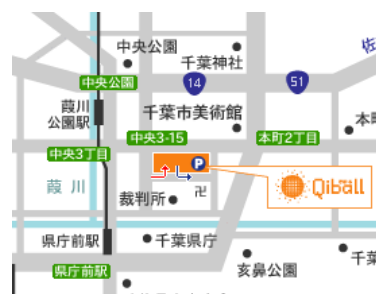 中央公園
千葉神社
佐
中央公園
14
51
葭川
公園駅
千葉市美術館
本町
中央3-15
本町2丁目
中央3丁目
P
葭川
卍
Qiball
裁判所
県庁前駅
千葉県庁
千葉
県庁前駅
亥鼻公園